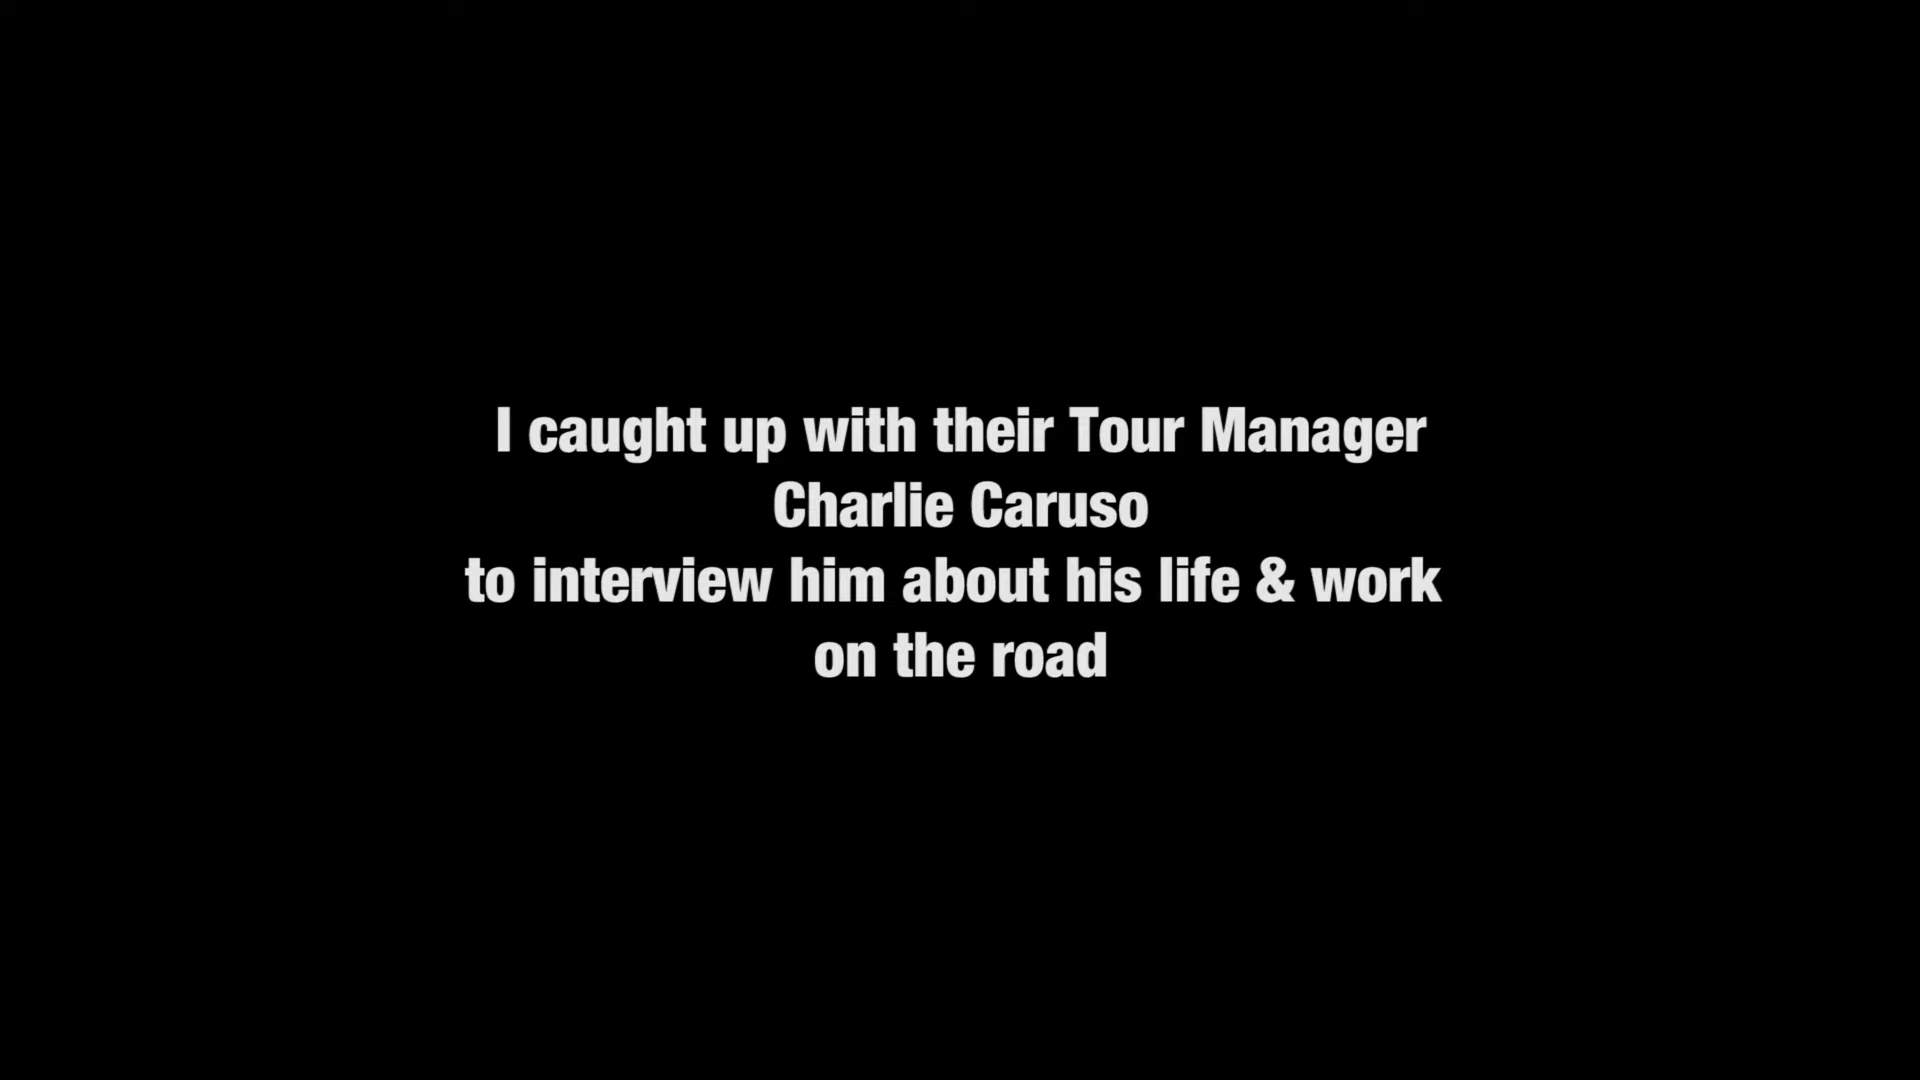 I caught up with their Tour Manager
Charlie Caruso
to interview him about his life & work
on the road